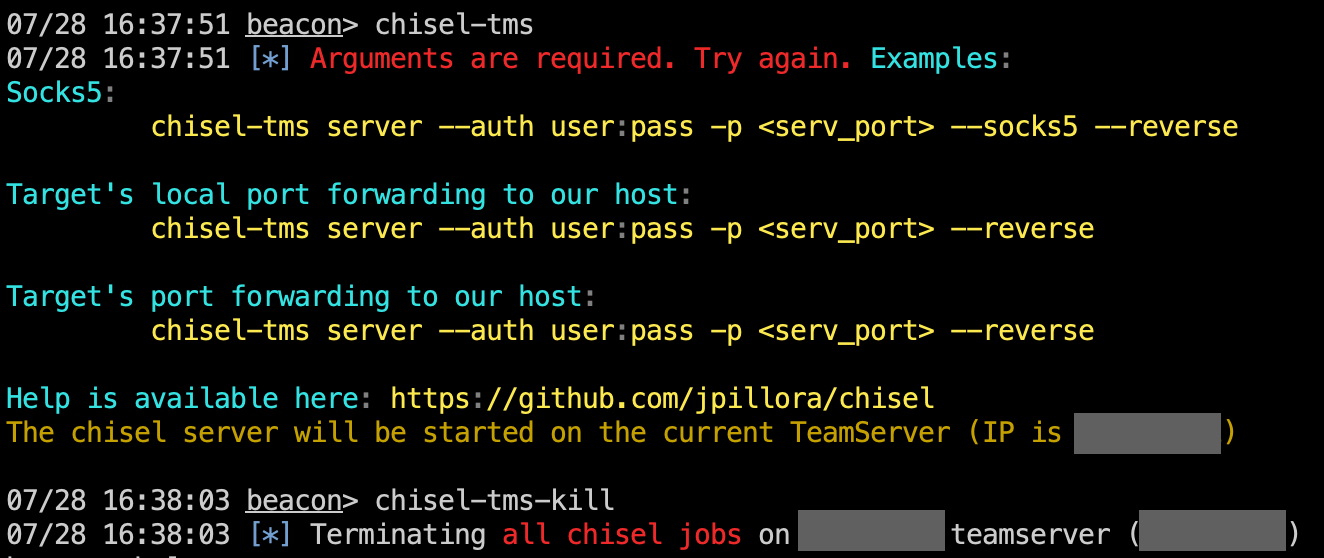 07/28 16:37:51 beacon> chisel-tms
07/28 16:37:51 [*] Arguments are required. Try again. Examples:
Socks5:
chisel-tms server --auth user:pass -p <serv_port> --socks5 --reverse
Target's local port forwarding to our host:
chisel-tms server --auth user:pass -p <serv_port> --reverse
Target's port forwarding to our host:
chisel-tms server --auth user:pass -p <serv_port> --reverse
Help is available here: https://github.com/jpillora/chisel
The chisel server will be started on the current TeamServer (IP is )
07/28 16:38:03 beacon> chisel-tms-kill
07/28 16:38:03 [*] Terminating all chisel jobs on teamserver ( )